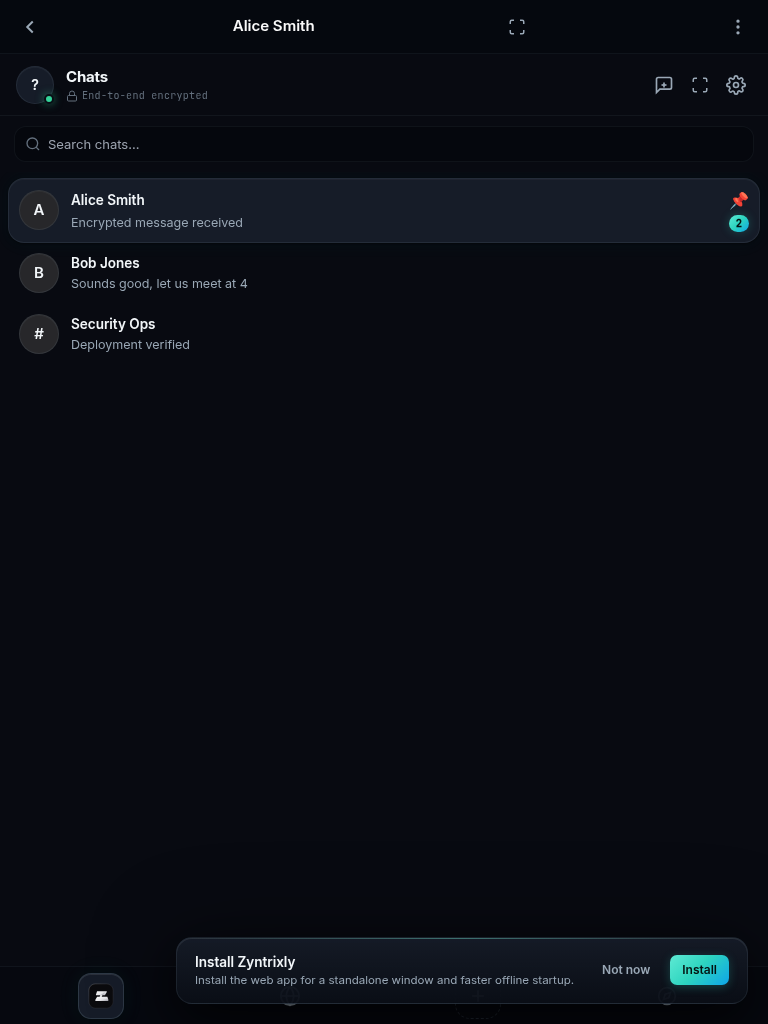 Alice Smith
?
Chats
End-to-end encrypted
Search chats...
A
Alice Smith
Encrypted message received
2
B
Bob Jones
Sounds good, let us meet at 4
#
Security Ops
Deployment verified
Install Zyntrixly
Install the web app for a standalone window and faster offline startup.
Not now
Install